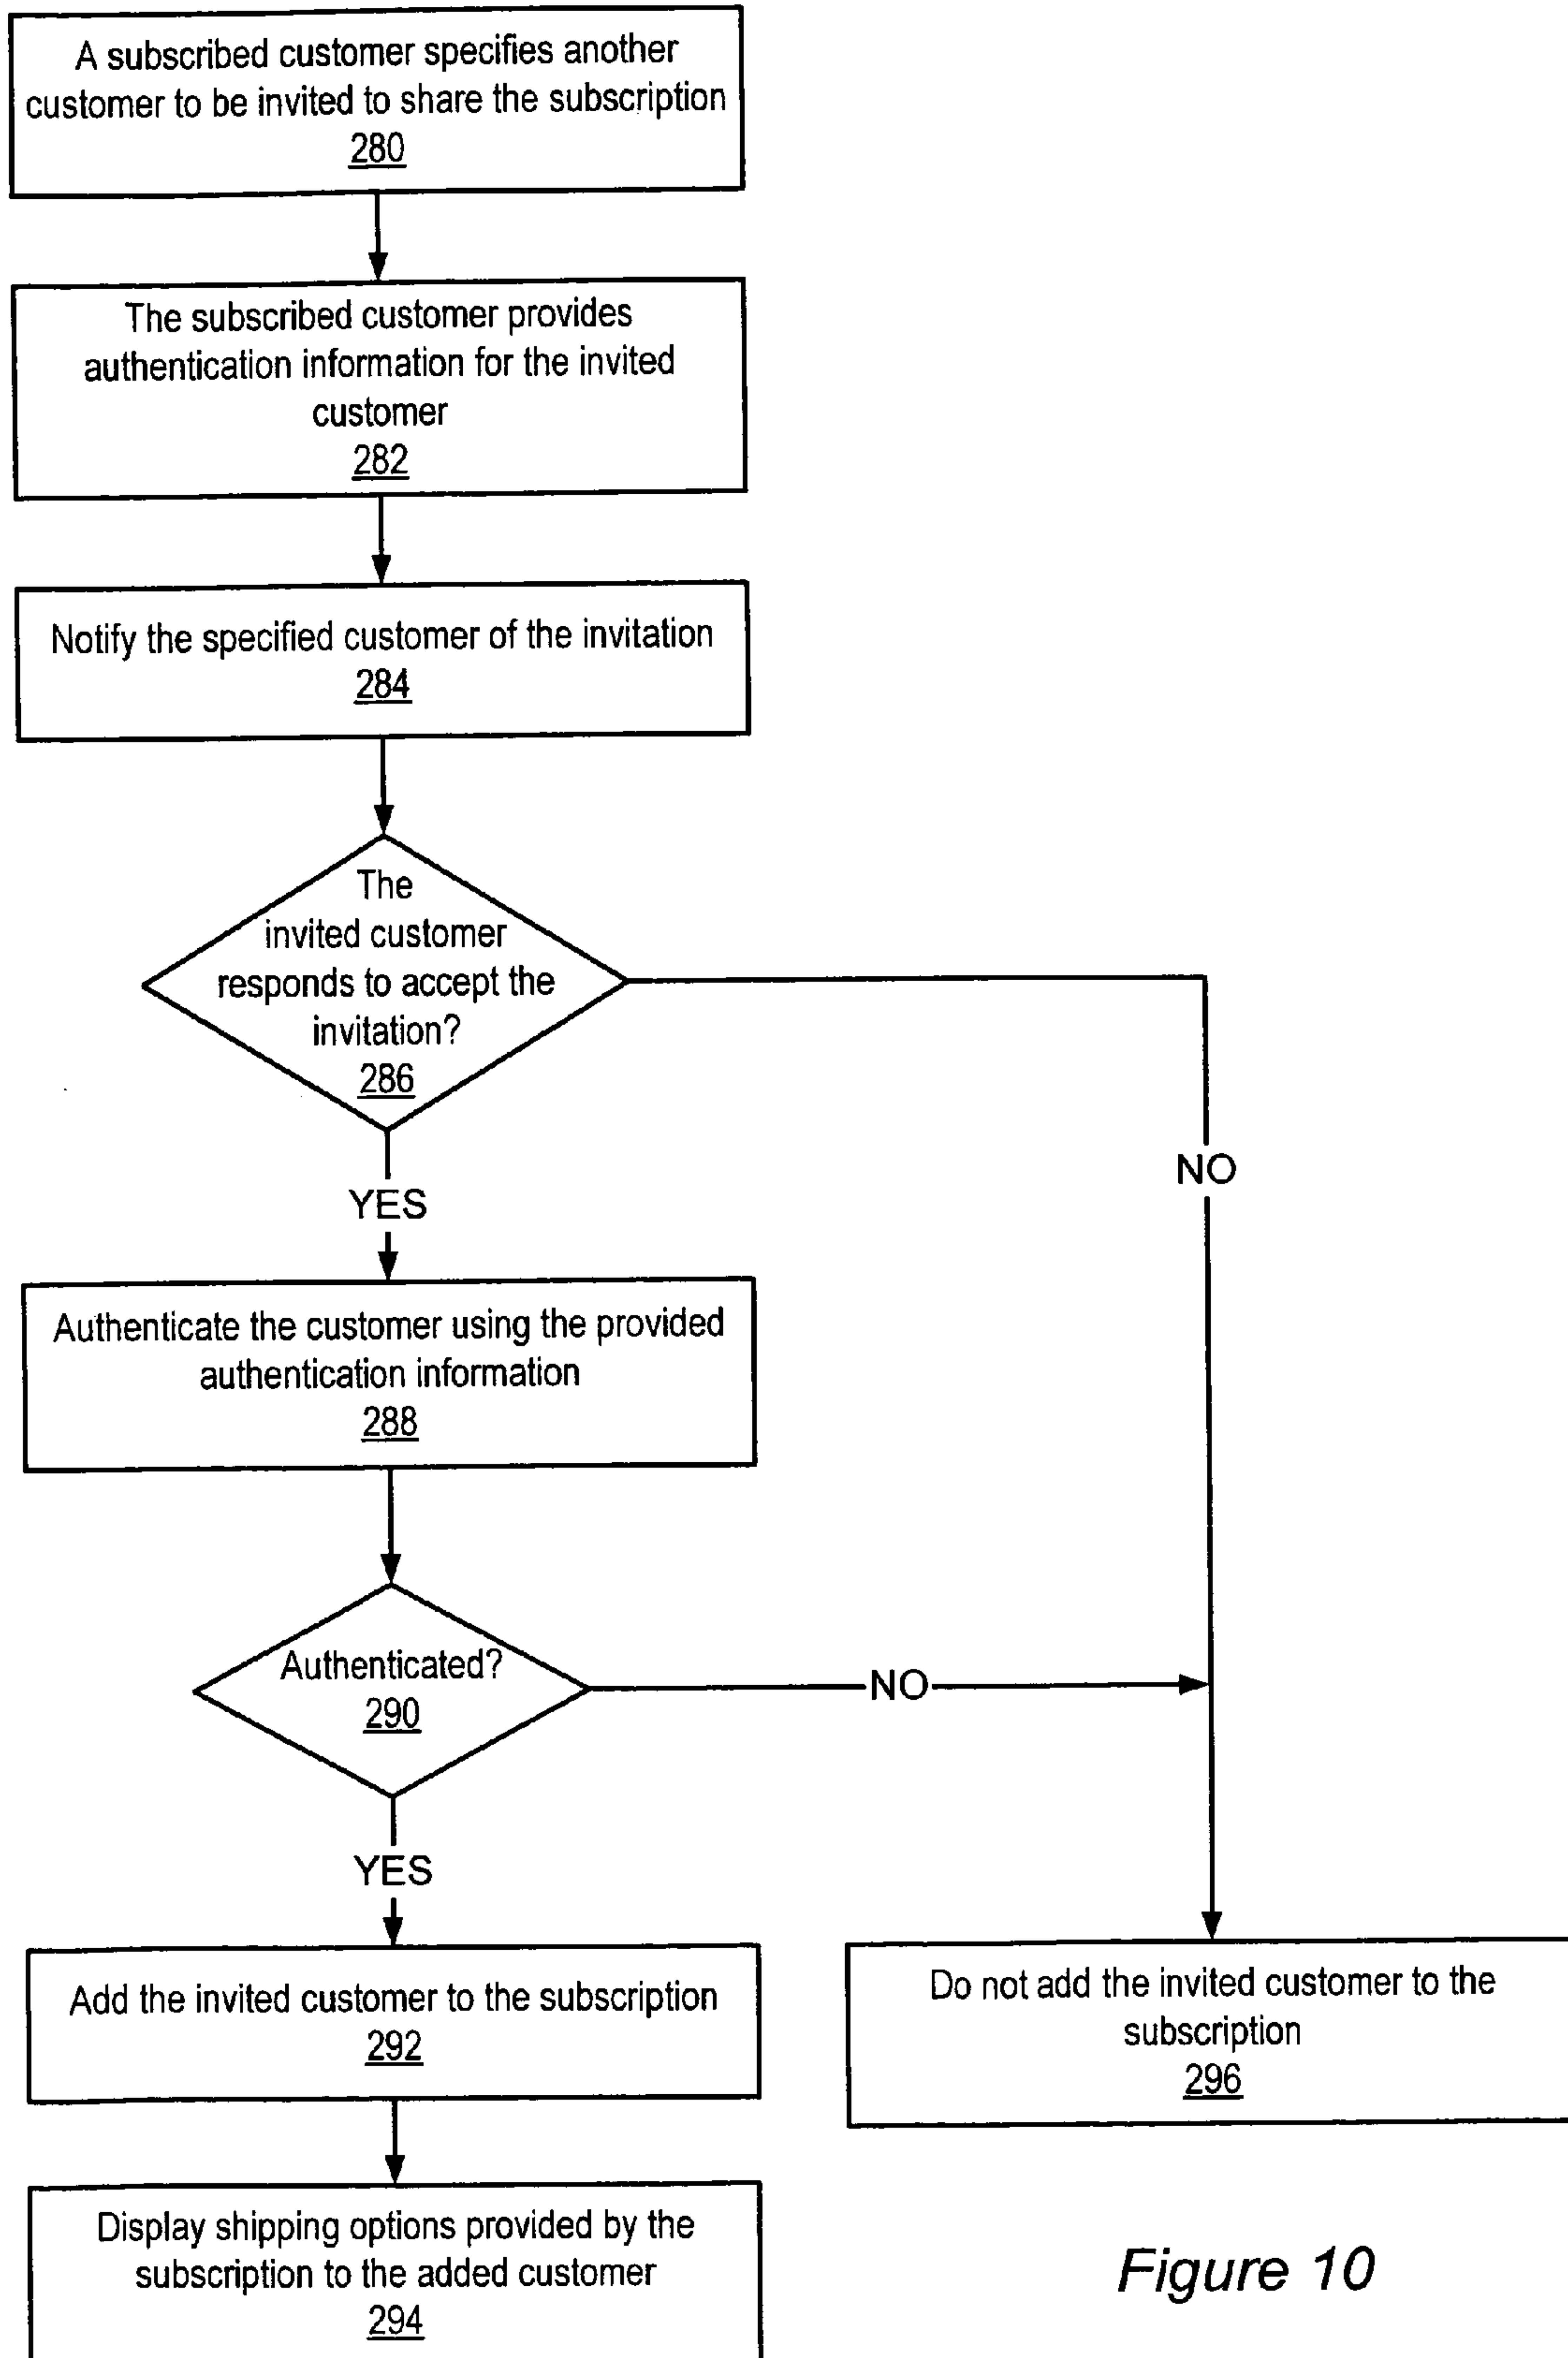 A subscribed customer specifies another
customer to be invited to share the subscription
280
The subscribed customer provides
authentication information for the invited
customer
282
Notify the specified customer of the invitation
284
The
invited customer
responds to accept the
invitation?
286
NO
YES
Authenticate the customer using the provided
authentication information
288
Authenticated?
290
NO
YES
Add the invited customer to the subscription
292
Do not add the invited customer to the
subscription
296
Display shipping options provided by the
subscription to the added customer
294
Figure 10